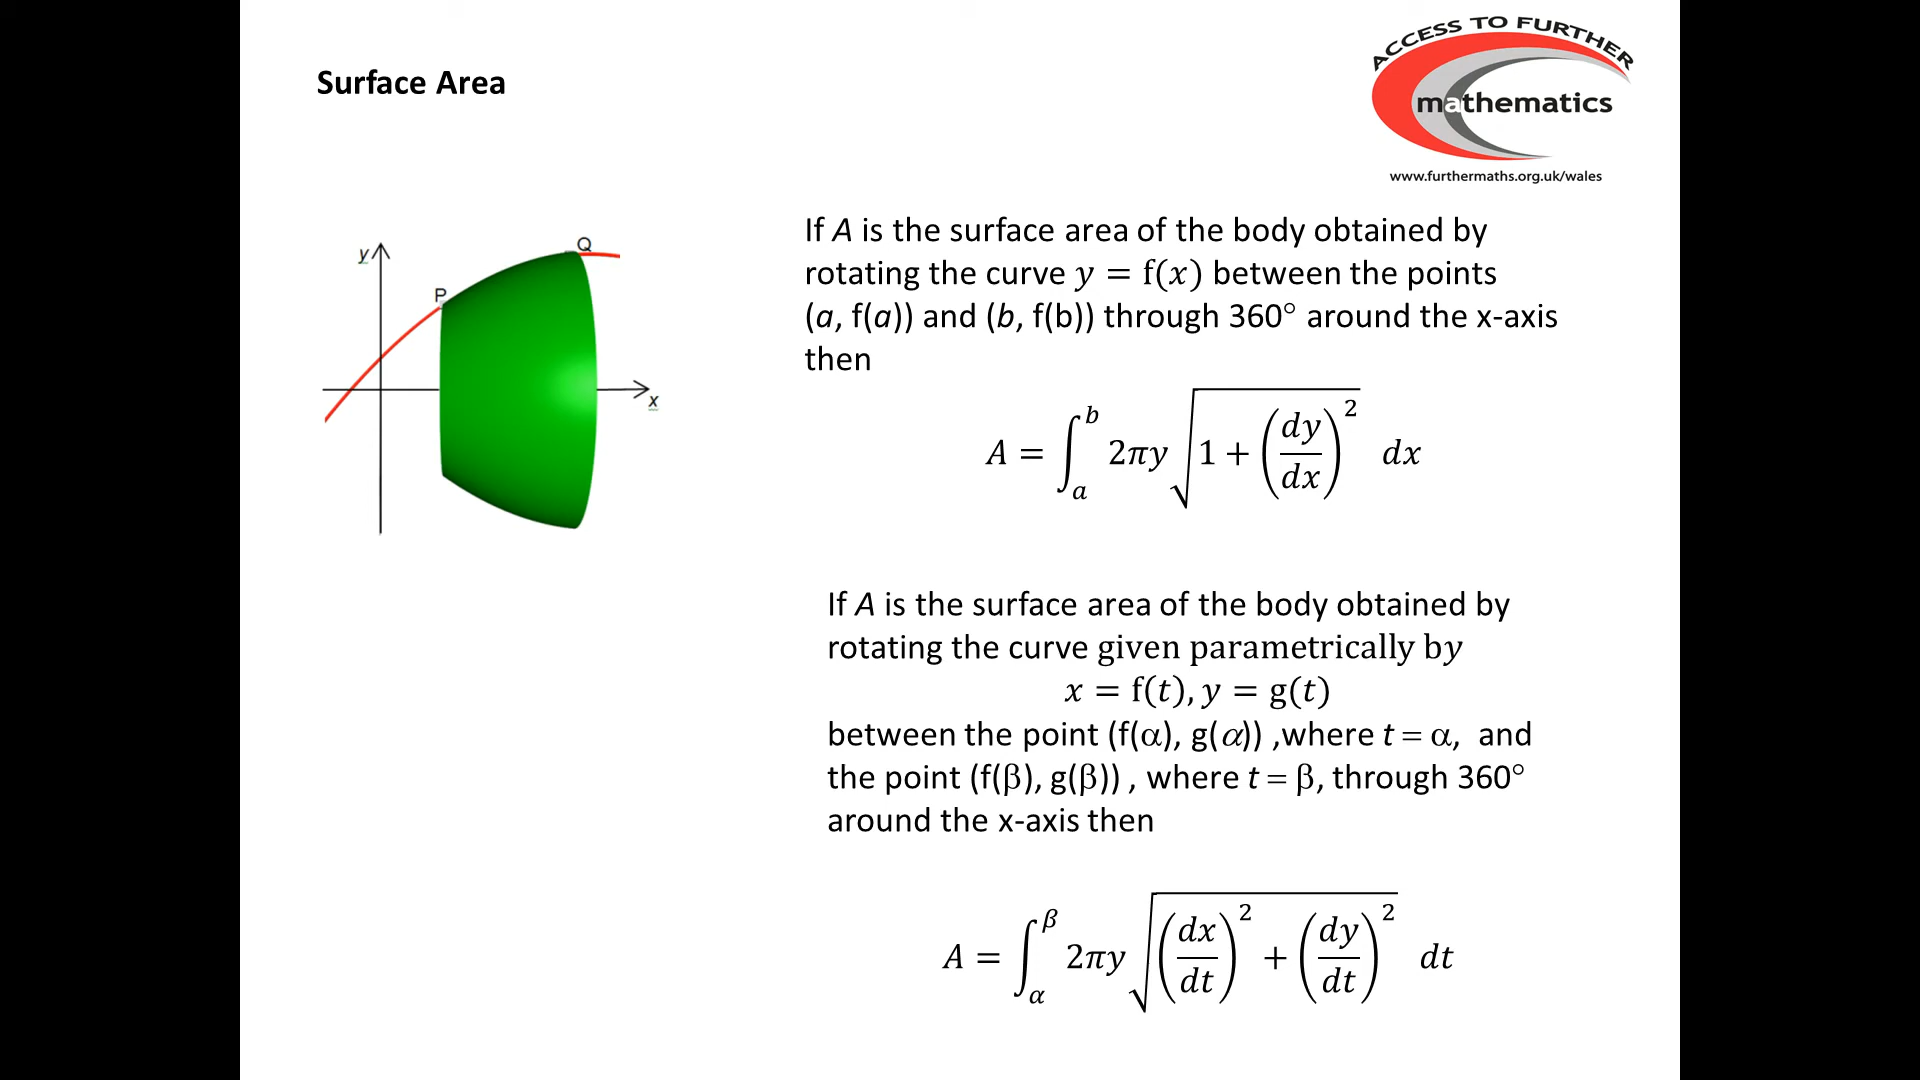 Surface Area
ACCESS TO FURTHER
mathematics
www.furthermaths.org.uk/wales
y
P
Q
x
If A is the surface area of the body obtained by
rotating the curve y = f(x) between the points
(a, f(a)) and (b, f(b)) through 360° around the x-axis
then
A = ∫_a^b 2πy √(1 + (dy/dx)^2) dx
If A is the surface area of the body obtained by
rotating the curve given parametrically by
x = f(t), y = g(t)
between the point (f(α), g(α)) ,where t = α, and
the point (f(β), g(β)) , where t = β, through 360°
around the x-axis then
A = ∫_α^β 2πy √((dx/dt)^2 + (dy/dt)^2) dt